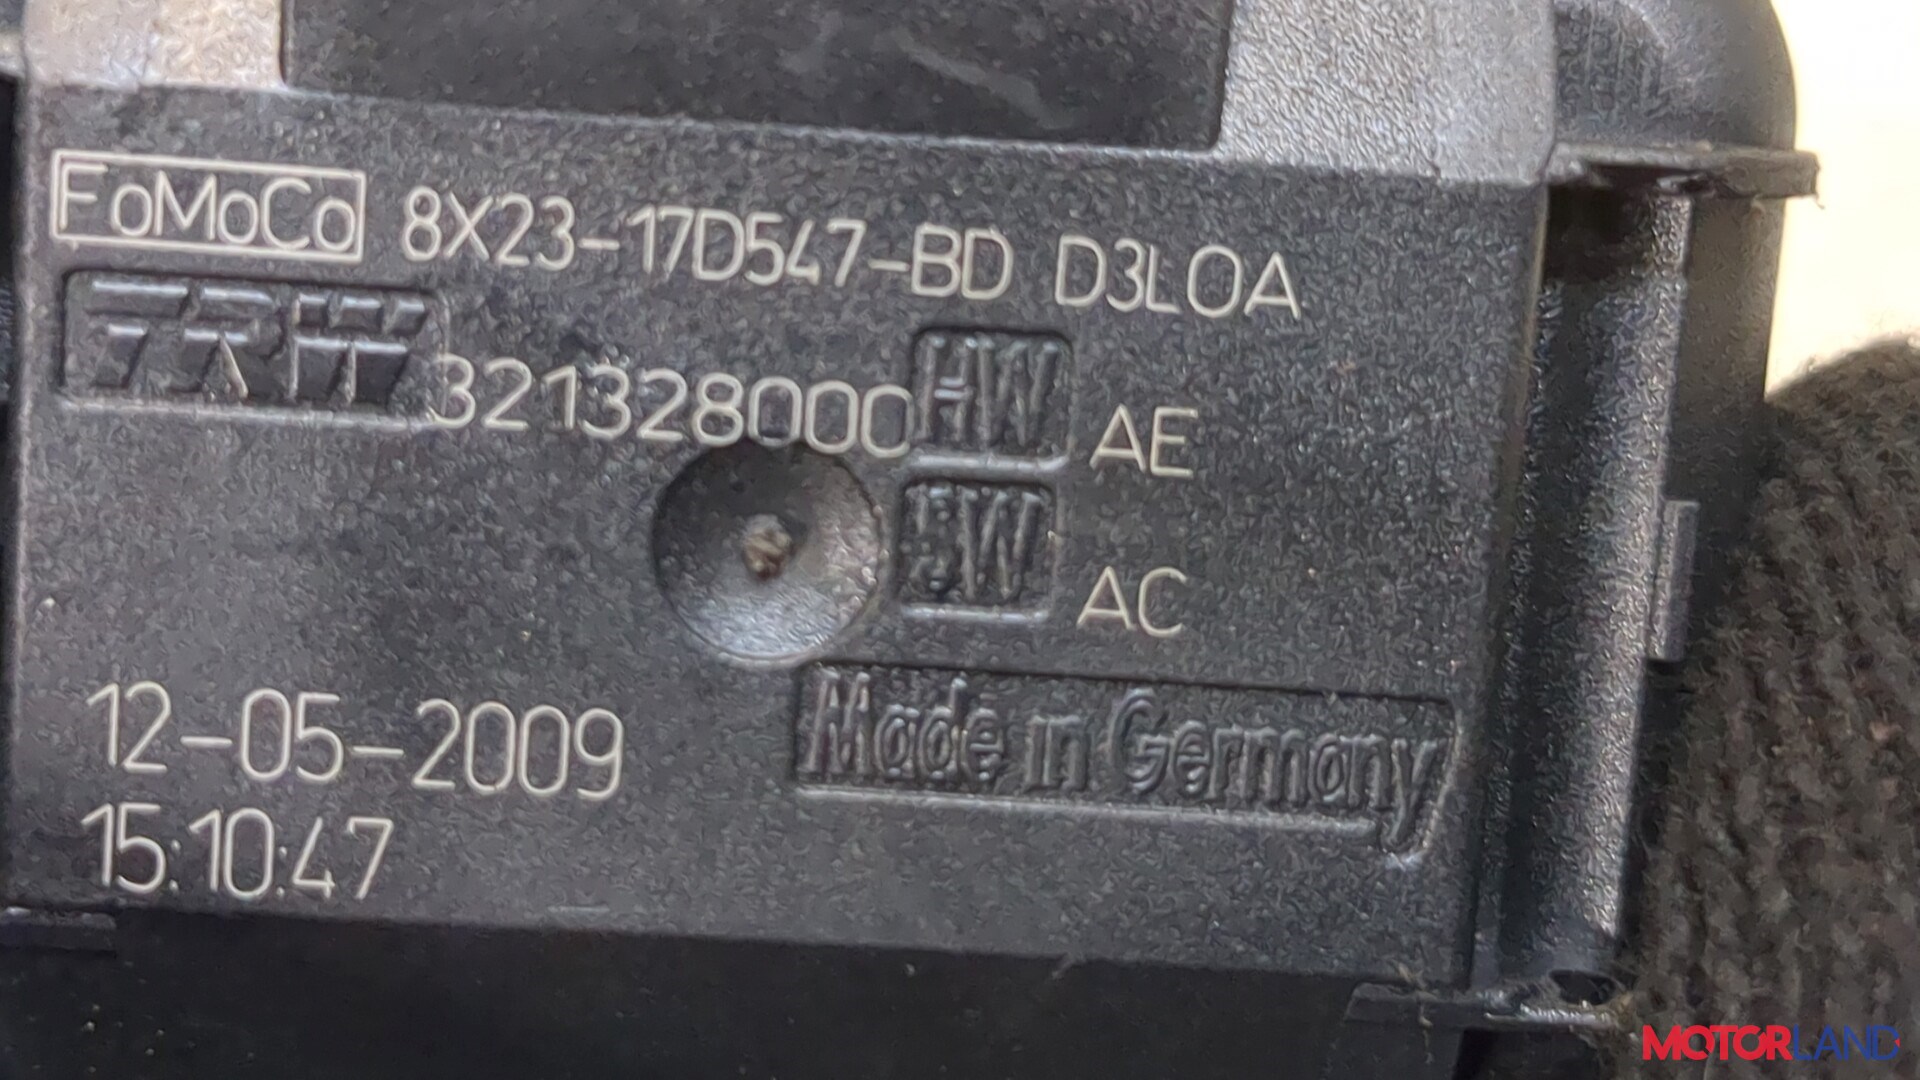 FoMoCo 8X23-17D547-BD D3LOA
TRW 321328000 HW AE
SW AC
12-05-2009
Made in Germany
15:10:47
MOTORLAND